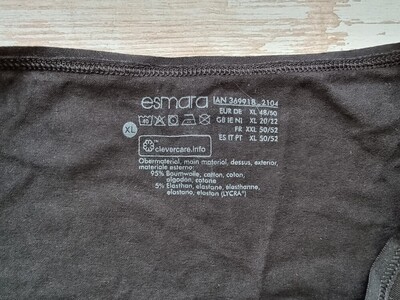 esmara IAN 369018_2104
EUR DE XL 48/50
GB IE NI XL 20/22
FR XXL 50/52
ES IT PT XL 50/52
XL
40
clevercare.info
Obermaterial, main material, dessus, exterior,
materiale esterno:
95% Baumwolle, cotton, coton,
algodón, cotone
5% Elasthan, elastane, élasthanne,
elastano, elastan (LYCRA®)